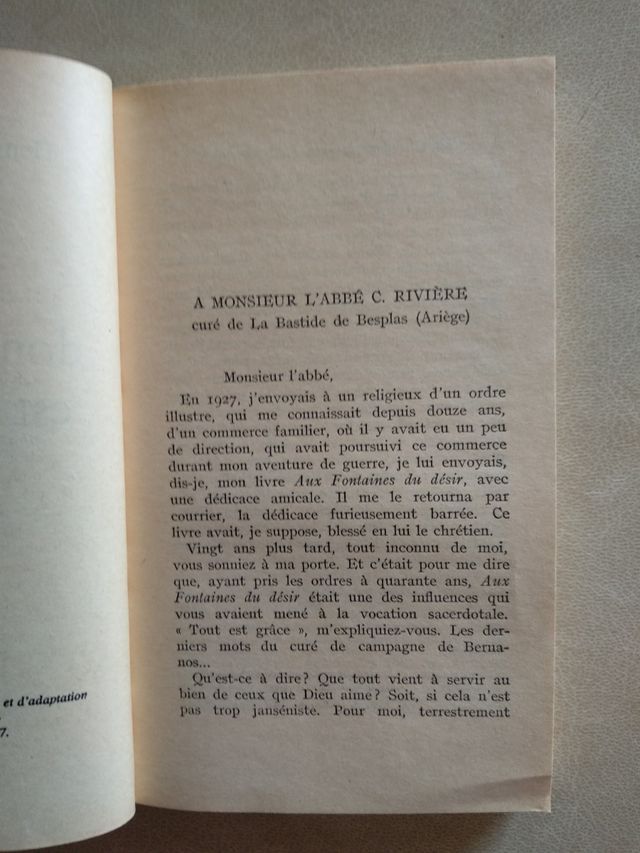 et d'adaptation
7.
A MONSIEUR L'ABBÉ C. RIVIÈRE
curé de La Bastide de Besplas (Ariège)
Monsieur l'abbé,
En 1927, j'envoyais à un religieux d'un ordre
illustre, qui me connaissait depuis douze ans,
d'un commerce familier, où il y avait eu un peu
de direction, qui avait poursuivi ce commerce
durant mon aventure de guerre, je lui envoyais,
dis-je, mon livre Aux Fontaines du désir, avec
une dédicace amicale. Il me le retourna par
courrier, la dédicace furieusement barrée. Ce
livre avait, je suppose, blessé en lui le chrétien.
Vingt ans plus tard, tout inconnu de moi,
vous sonniez à ma porte. Et c'était pour me dire
que, ayant pris les ordres à quarante ans, Aux
Fontaines du désir était une des influences qui
vous avaient mené à la vocation sacerdotale.
« Tout est grâce », m'expliquiez-vous. Les der-
niers mots du curé de campagne de Berna-
nos...
Qu'est-ce à dire? Que tout vient à servir au
bien de ceux que Dieu aime? Soit, si cela n'est
pas trop janséniste. Pour moi, terrestrement